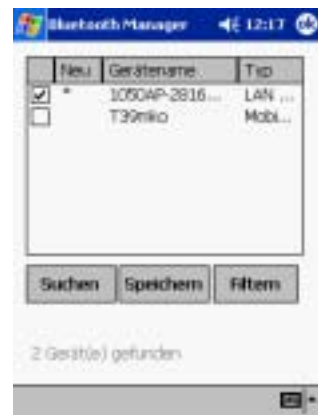 Bluetooth Manager 12:17 ok
Neu Gerätename Typ
* 1050AP-2816... LAN ...
T39mko Mobi...
Suchen Speichern Filtern
2 Gerät(e) gefunden